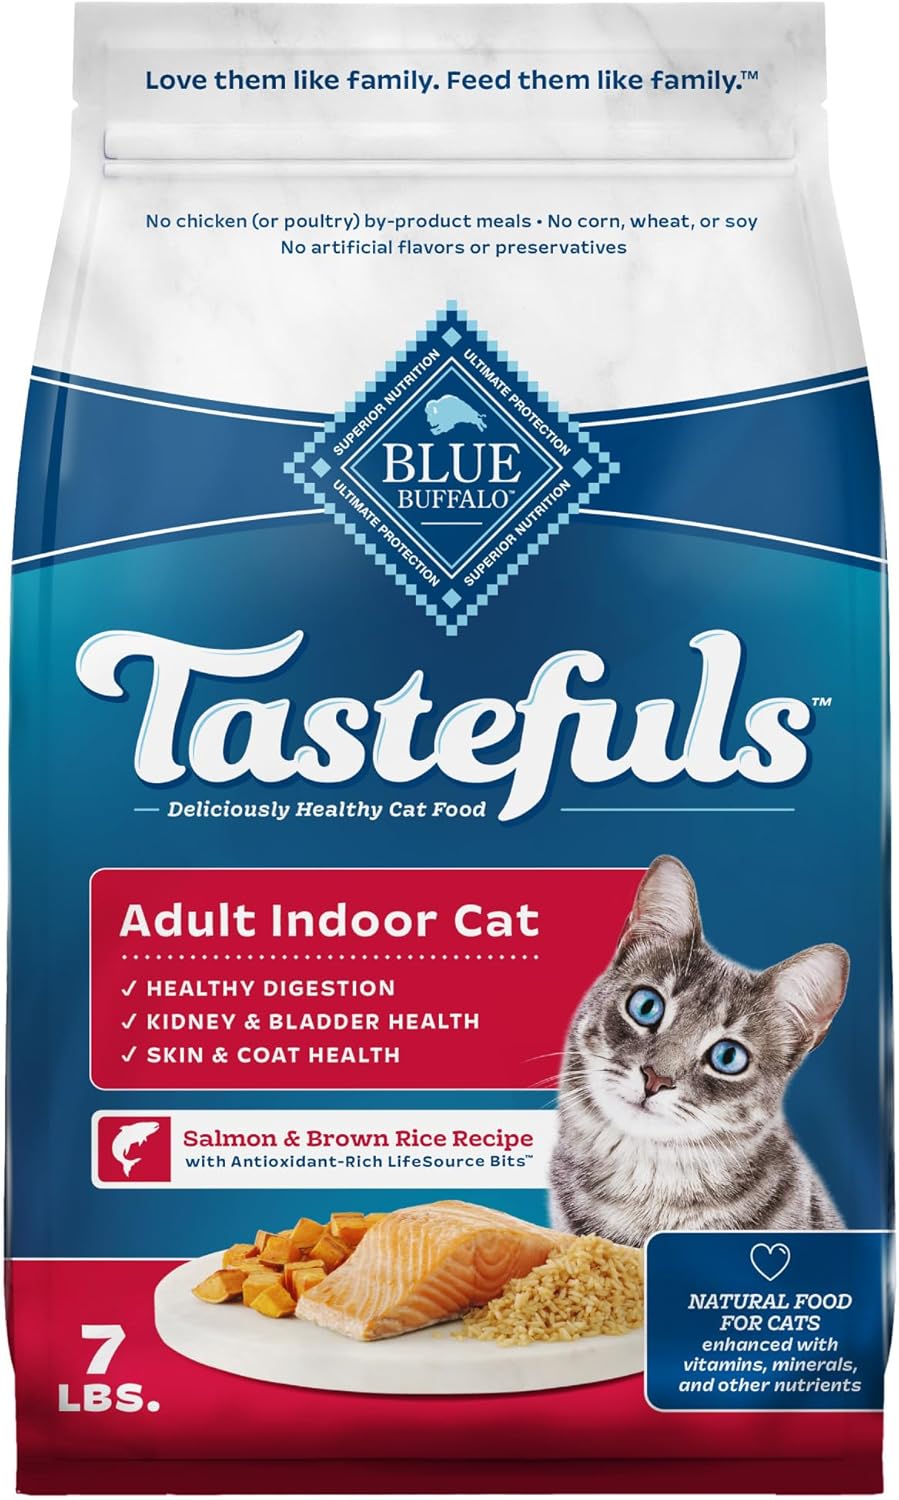 Love them like family. Feed them like family.™
No chicken (or poultry) by-product meals • No corn, wheat, or soy
No artificial flavors or preservatives
SUPERIOR NUTRITION
ULTIMATE PROTECTION
BLUE
BUFFALO™
ULTIMATE PROTECTION
SUPERIOR NUTRITION
Tastefuls™
Deliciously Healthy Cat Food
Adult Indoor Cat
✓ HEALTHY DIGESTION
✓ KIDNEY & BLADDER HEALTH
✓ SKIN & COAT HEALTH
Salmon & Brown Rice Recipe
with Antioxidant-Rich LifeSource Bits™
NATURAL FOOD
FOR CATS
enhanced with
vitamins, minerals,
and other nutrients
7
LBS.